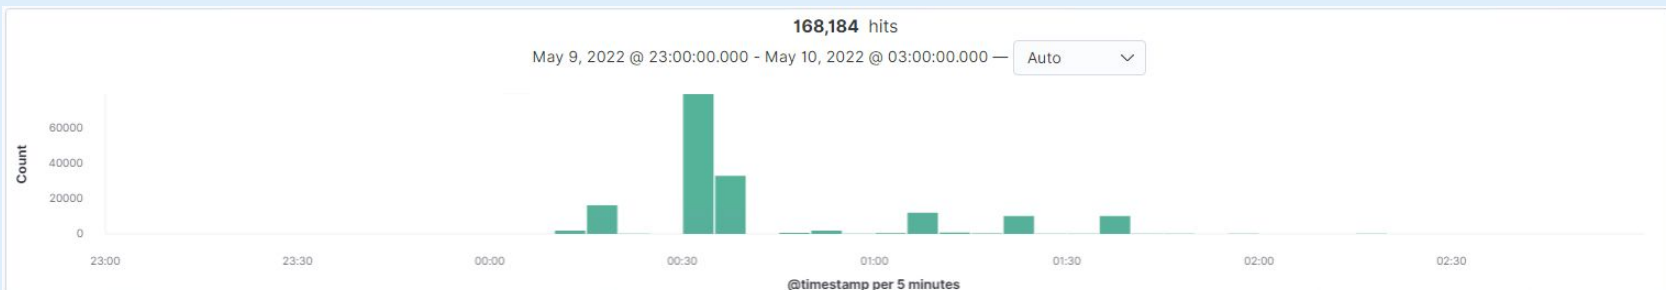 168,184 hits
May 9, 2022 @ 23:00:00.000 - May 10, 2022 @ 03:00:00.000 — Auto
60000
40000
20000
0
Count
23:00 23:30 00:00 00:30 01:00 01:30 02:00 02:30
@timestamp per 5 minutes